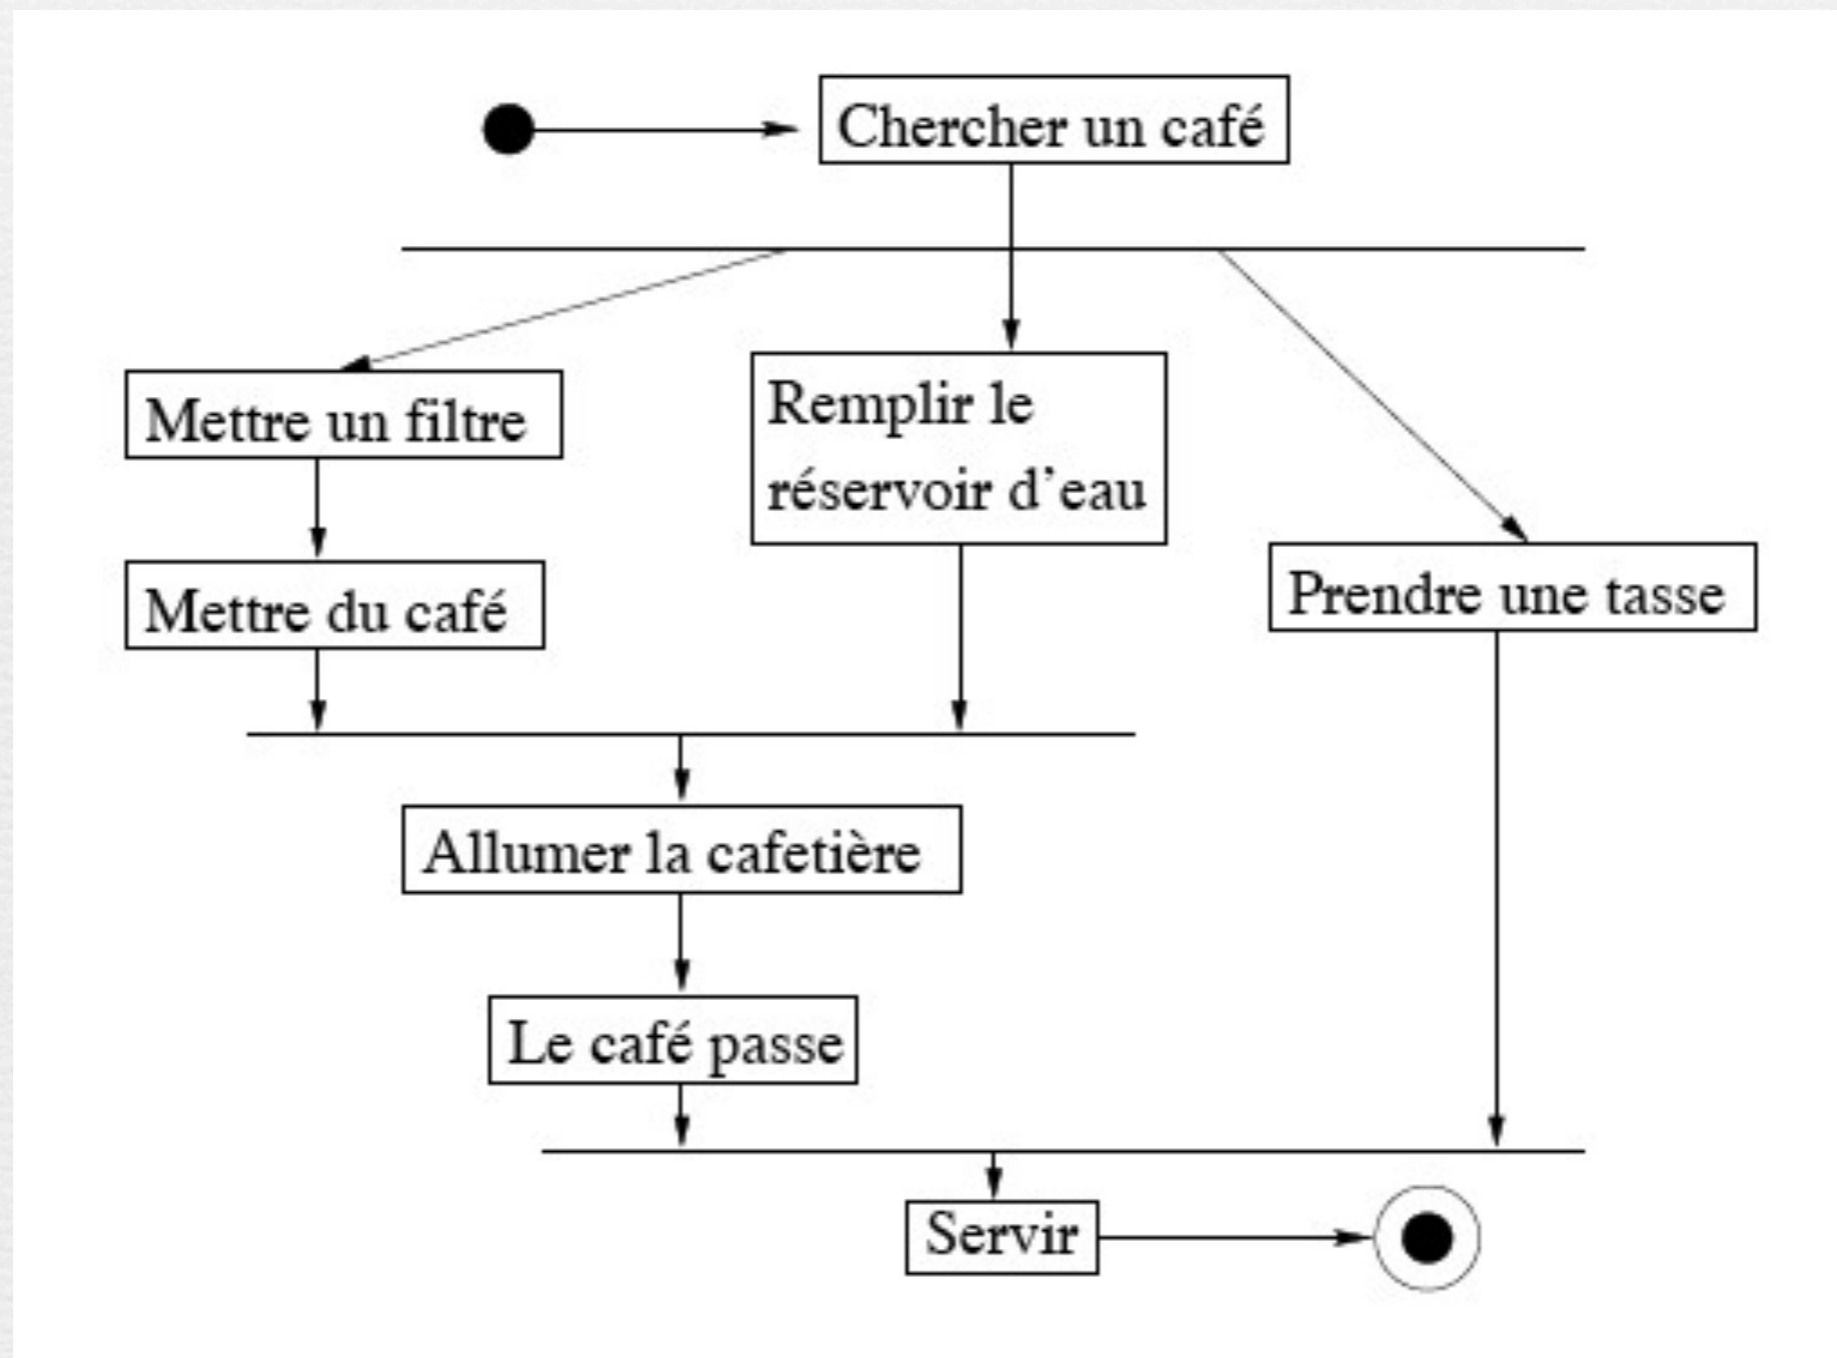 Chercher un café
Mettre un filtre
Remplir le
réservoir d'eau
Mettre du café
Prendre une tasse
Allumer la cafetière
Le café passe
Servir